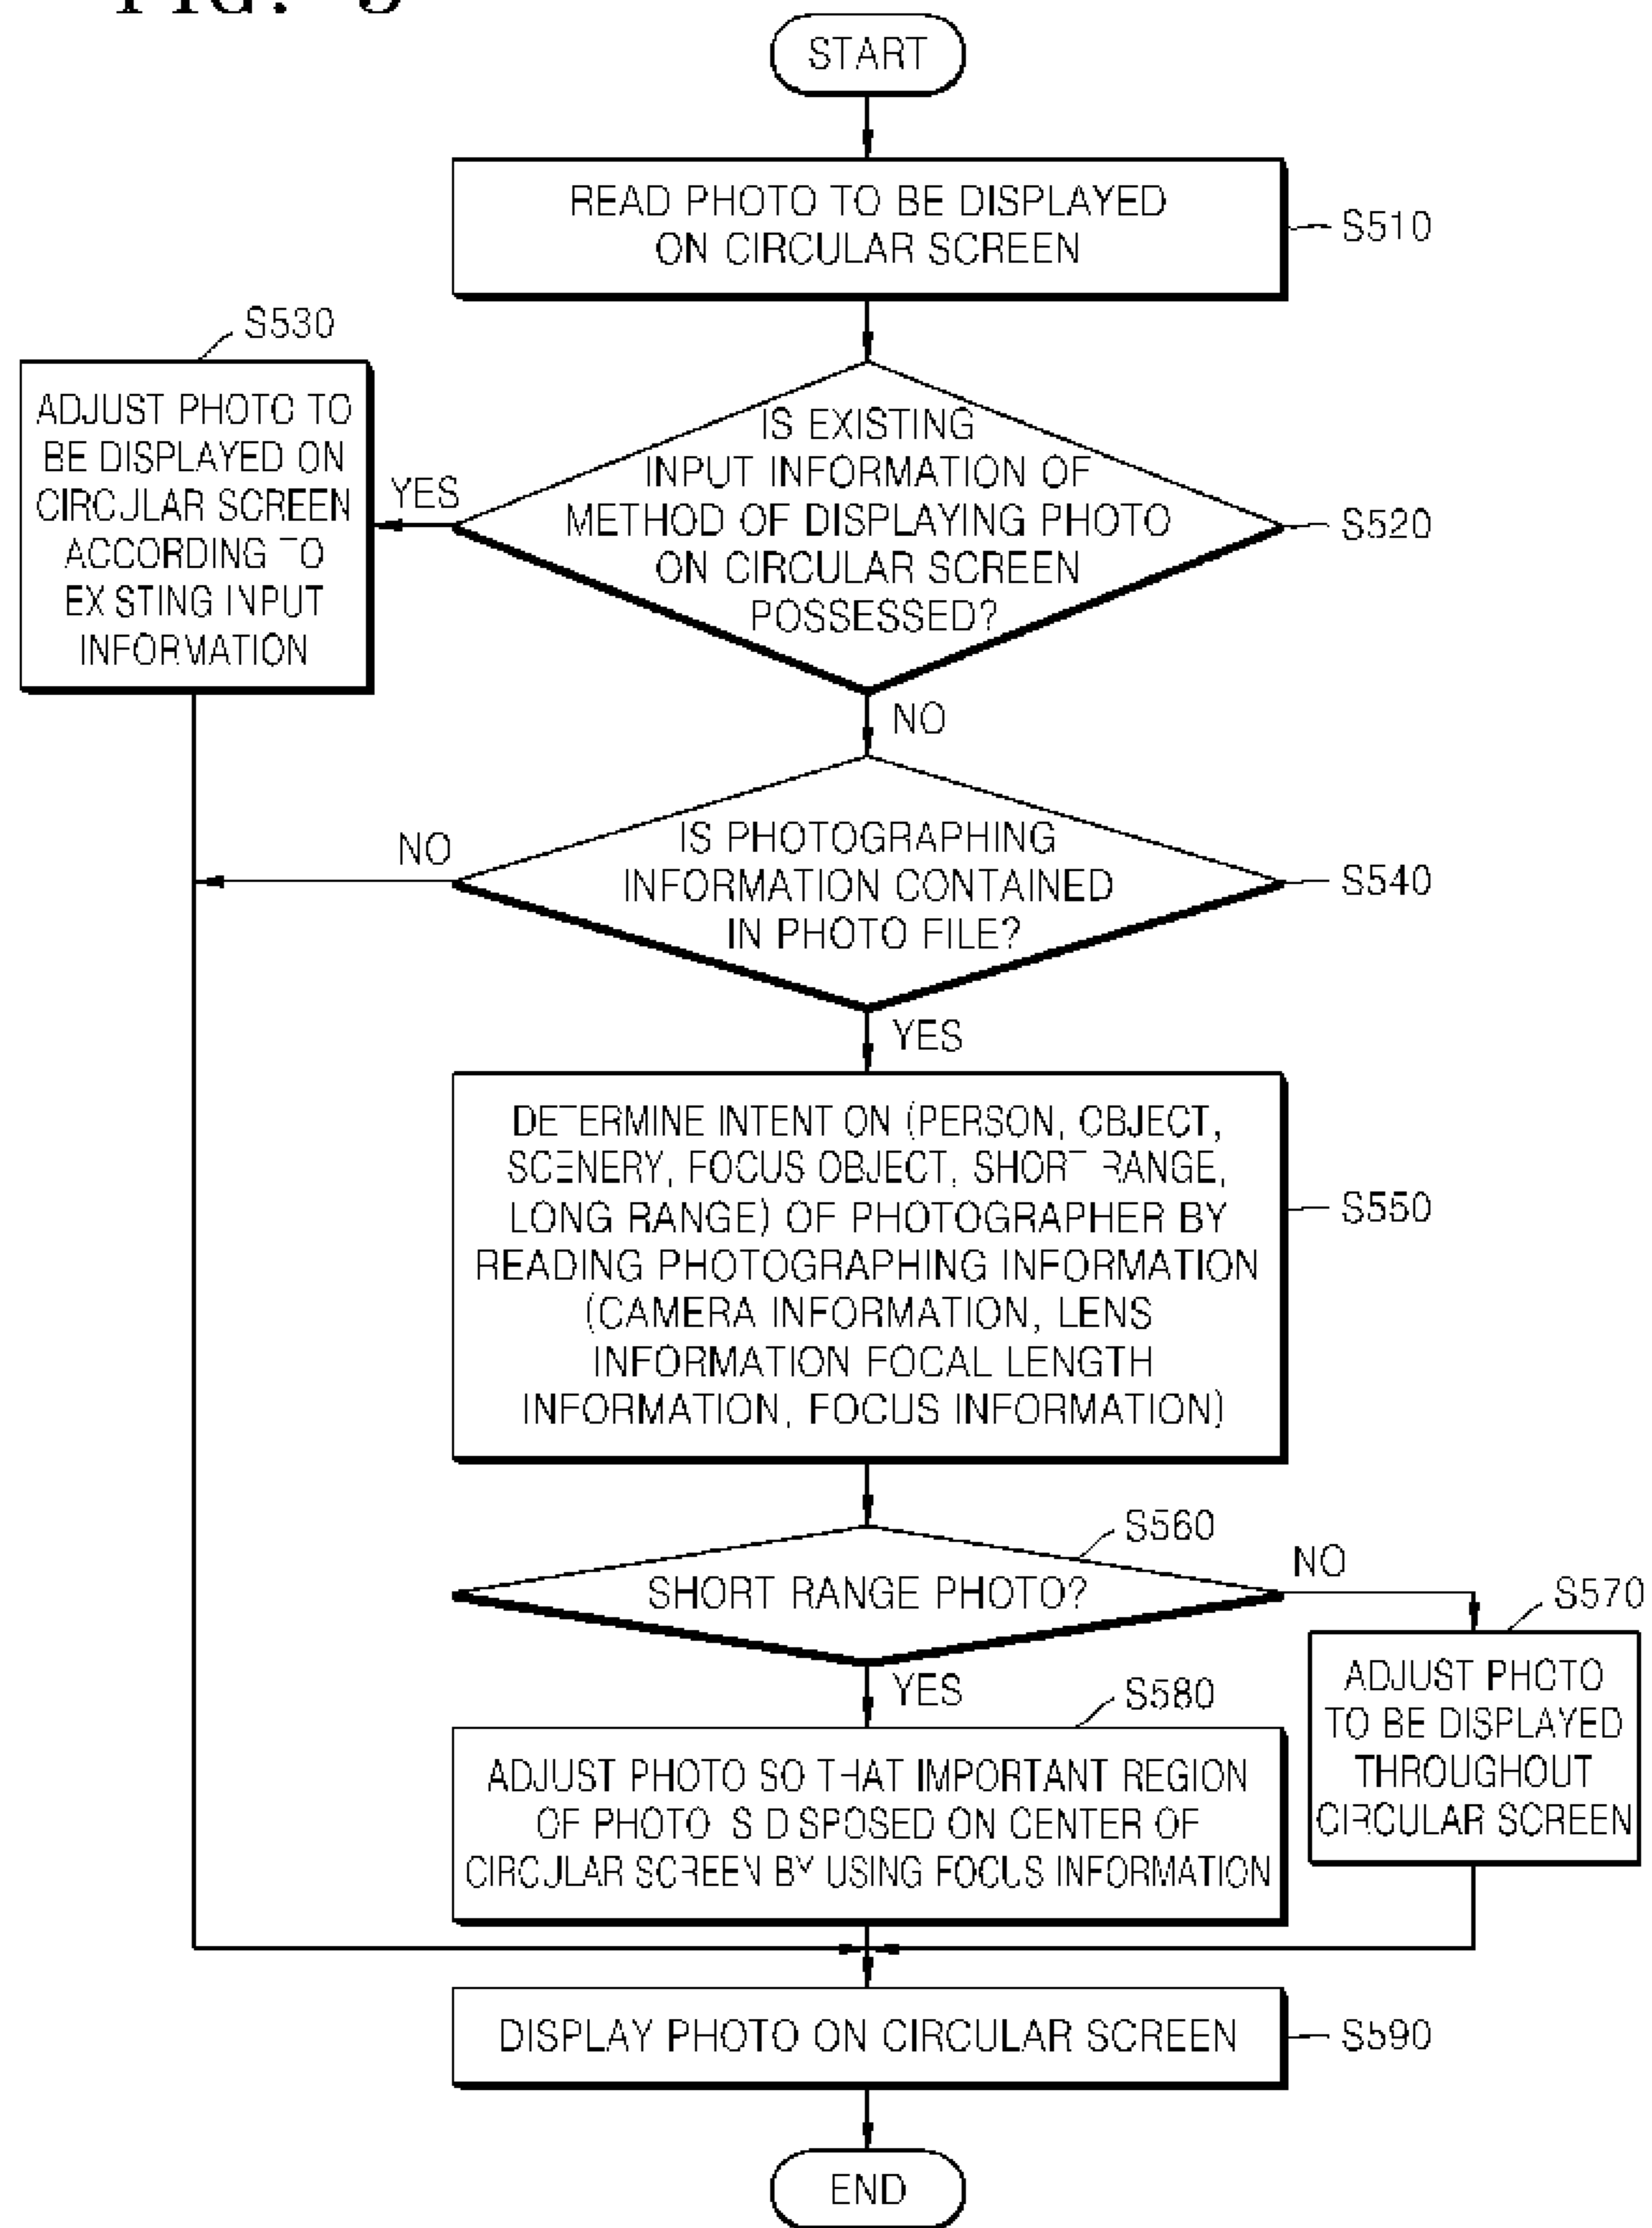 FIG. 5
START
READ PHOTO TO BE DISPLAYED
ON CIRCULAR SCREEN
S510
S530
ADJUST PHOTO TO
BE DISPLAYED ON
CIRCULAR SCREEN
ACCORDING TO
EXISTING INPUT
INFORMATION
YES
IS EXISTING
INPUT INFORMATION OF
METHOD OF DISPLAYING PHOTO
ON CIRCULAR SCREEN
POSSESSED?
S520
NO
NO
IS PHOTOGRAPHING
INFORMATION CONTAINED
IN PHOTO FILE?
S540
YES
DETERMINE INTENTION (PERSON, OBJECT,
SCENERY, FOCUS OBJECT, SHORT RANGE,
LONG RANGE) OF PHOTOGRAPHER BY
READING PHOTOGRAPHING INFORMATION
(CAMERA INFORMATION, LENS
INFORMATION FOCAL LENGTH
INFORMATION, FOCUS INFORMATION)
S550
S560
SHORT RANGE PHOTO?
NO
S570
ADJUST PHOTO
TO BE DISPLAYED
THROUGHOUT
CIRCULAR SCREEN
YES
S580
ADJUST PHOTO SO THAT IMPORTANT REGION
OF PHOTO IS DISPOSED ON CENTER OF
CIRCULAR SCREEN BY USING FOCUS INFORMATION
DISPLAY PHOTO ON CIRCULAR SCREEN
S590
END